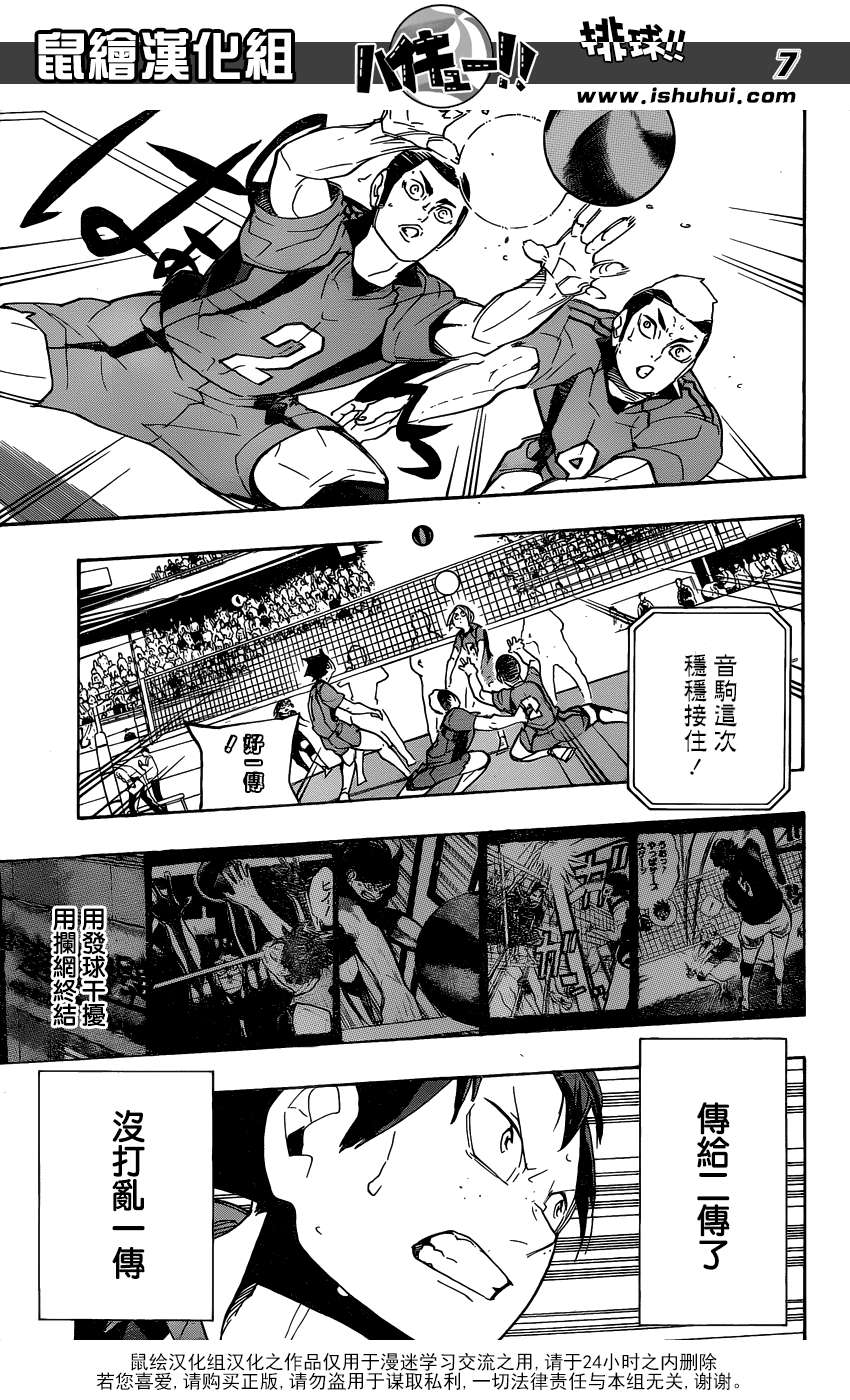 鼠繪漢化組
ハイキュー!!
排球!!
7
www.ishuhui.com
音駒這次
穩穩接住！
好一傳！
用發球干擾
用攔網終結
傳給二傳了
沒打亂一傳
鼠绘汉化组汉化之作品仅用于漫迷学习交流之用, 请于24小时之内删除
若您喜爱, 请购买正版, 请勿盗用于谋取私利, 一切法律责任与本组无关, 谢谢。